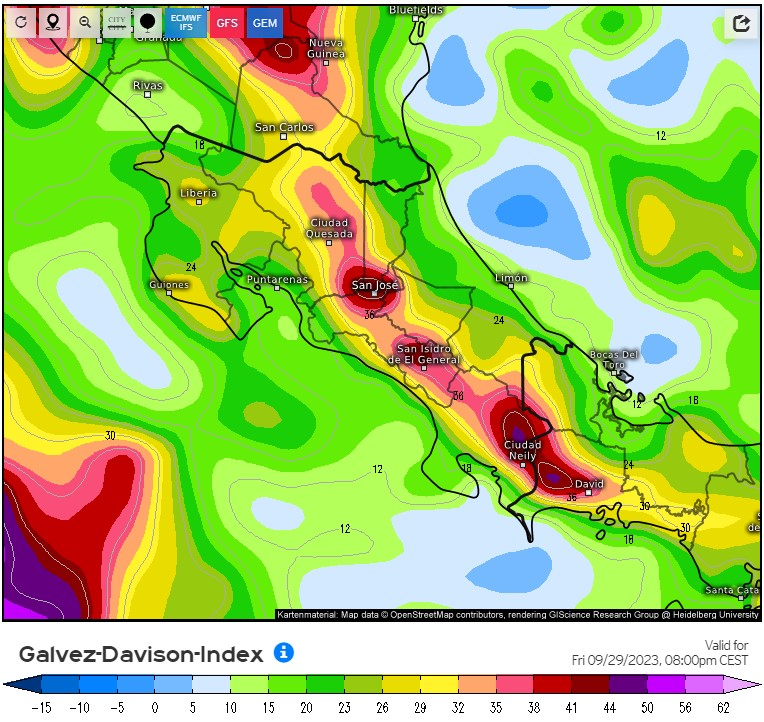 Bluefields
CITY
ECMWF
IFS
GFS
GEM
Granada
Nueva
Guinea
Rivas
12
San Carlos
18
Liberia
Ciudad
Quesada
24
Guiones
Puntarenas
San José
Limón
36
24
San Isidro
de El General
Bocas Del
Toro
36
12
18
30
Ciudad
Neily
12
18
24
David
36
30
12
30
18
Santa Cata
Kartenmaterial: Map data © OpenStreetMap contributors, rendering GIScience Research Group @ Heidelberg University
Galvez-Davison-Index
Valid for
Fri 09/29/2023, 08:00pm CEST
-15 -10 -5 0 5 10 15 20 23 26 29 32 35 38 41 44 50 56 62